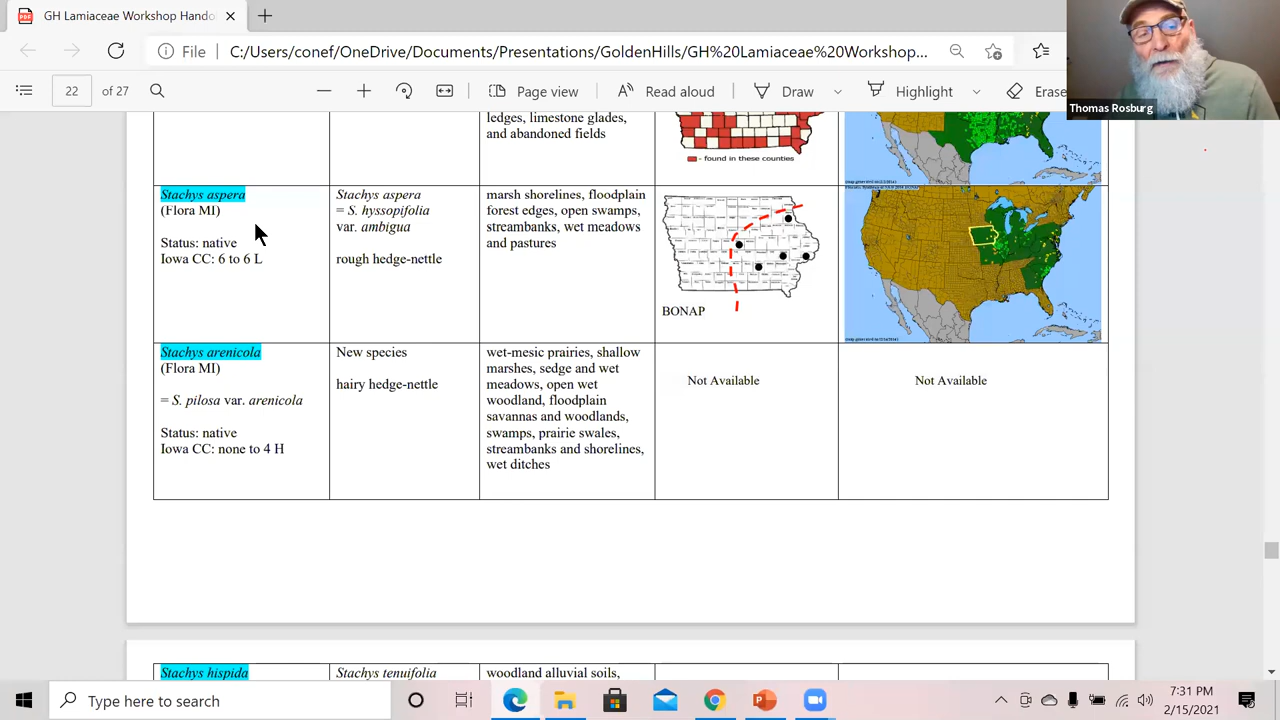 GH Lamiaceae Workshop Hando
File
C:/Users/conef/OneDrive/Documents/Presentations/GoldenHills/GH%20Lamiaceae%20Workshop...
22 of 27
Page view
Read aloud
Draw
Highlight
Erase
Thomas Rosburg
ledges, limestone glades,
and abandoned fields
- found in these counties
Stachys aspera
(Flora MI)
Status: native
Iowa CC: 6 to 6 L
Stachys aspera
= S. hyssopifolia
var. ambigua
rough hedge-nettle
marsh shorelines, floodplain
forest edges, open swamps,
streambanks, wet meadows
and pastures
BONAP
Stachys arenicola
(Flora MI)
= S. pilosa var. arenicola
Status: native
Iowa CC: none to 4 H
New species
hairy hedge-nettle
wet-mesic prairies, shallow
marshes, sedge and wet
meadows, open wet
woodland, floodplain
savannas and woodlands,
swamps, prairie swales,
streambanks and shorelines,
wet ditches
Not Available
Not Available
Stachys hispida
Stachys tenuifolia
woodland alluvial soils,
Type here to search
7:31 PM
2/15/2021